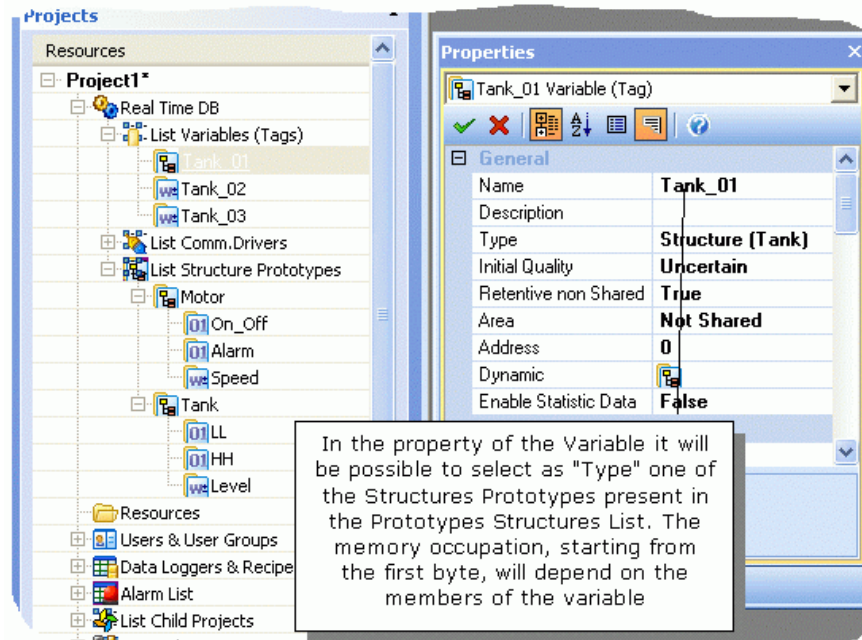 Projects
Resources
Project1*
Real Time DB
List Variables (Tags)
Tank_01
Tank_02
Tank_03
List Comm.Drivers
List Structure Prototypes
Motor
On_Off
Alarm
Speed
Tank
LL
HH
Level
Resources
Users & User Groups
Data Loggers & Recipe
Alarm List
List Child Projects
Properties
Tank_01 Variable (Tag)
General
Name Tank_01
Description
Type Structure (Tank)
Initial Quality Uncertain
Retentive non Shared True
Area Not Shared
Address 0
Dynamic
Enable Statistic Data False
In the property of the Variable it will
be possible to select as "Type" one of
the Structures Prototypes present in
the Prototypes Structures List. The
memory occupation, starting from
the first byte, will depend on the
members of the variable